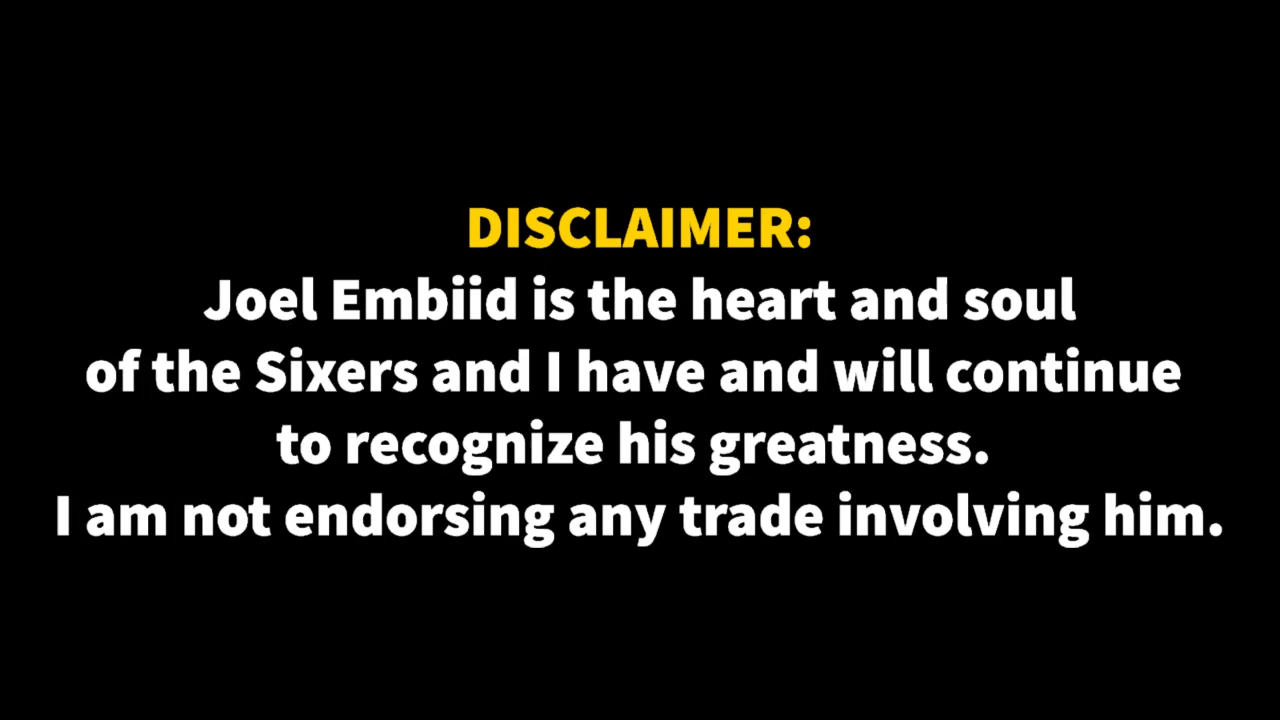 DISCLAIMER:
Joel Embiid is the heart and soul
of the Sixers and I have and will continue
to recognize his greatness.
I am not endorsing any trade involving him.